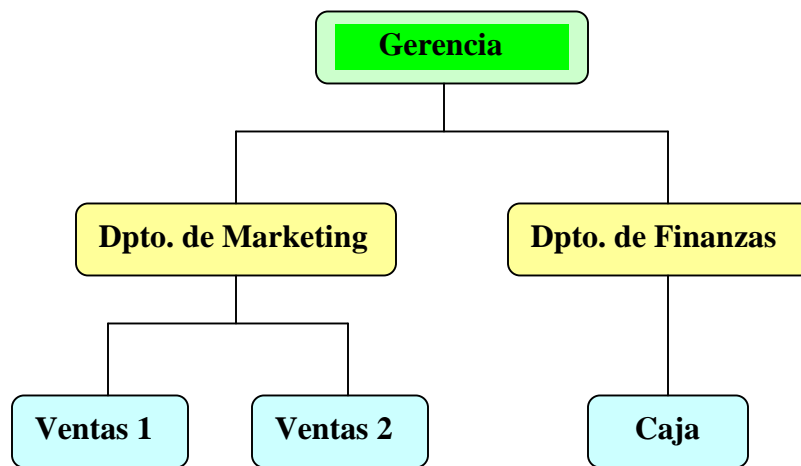 Gerencia
Dpto. de Marketing
Dpto. de Finanzas
Ventas 1
Ventas 2
Caja